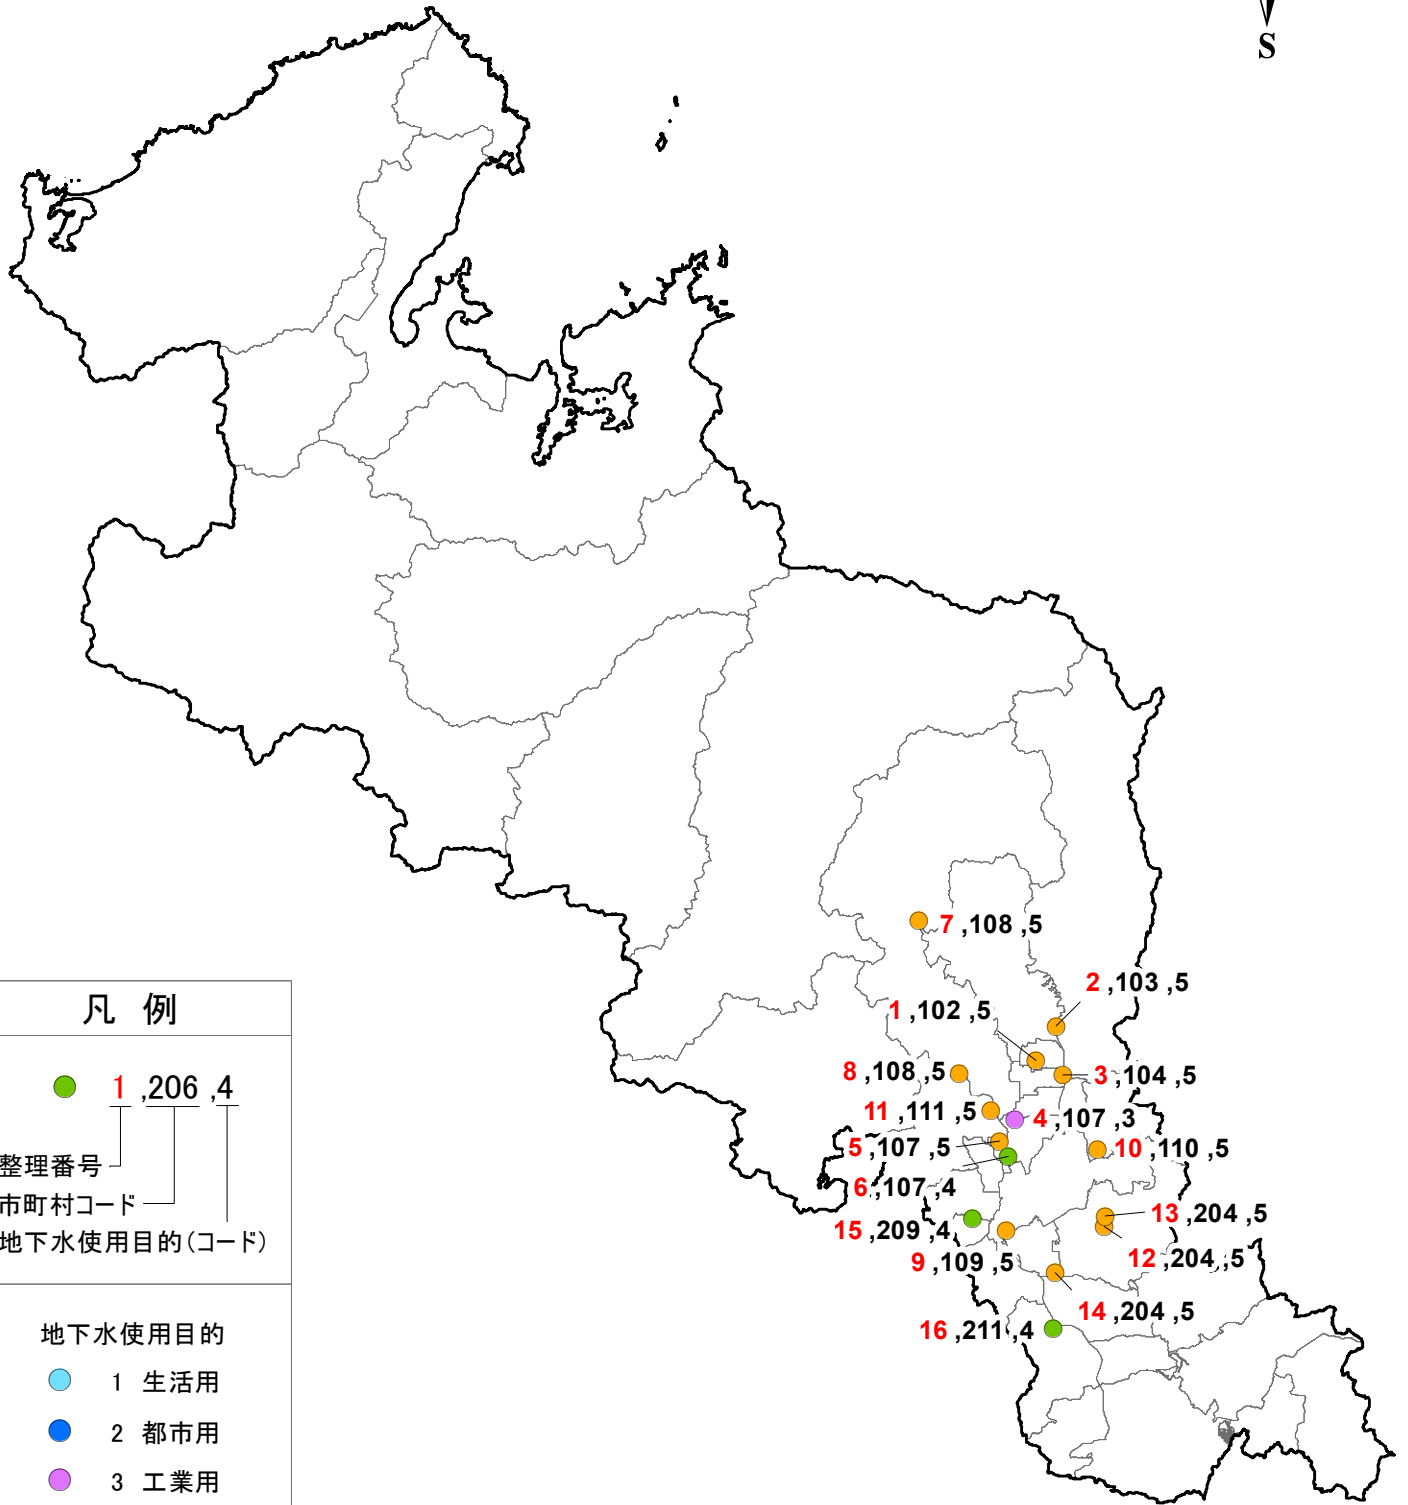 S
7 ,108 ,5
2 ,103 ,5
1 ,102 ,5
8 ,108 ,5
3 ,104 ,5
11 ,111 ,5
4 ,107 ,3
5 ,107 ,5
10 ,110 ,5
6 ,107 ,4
13 ,204 ,5
15 ,209 ,4
12 ,204 ,5
9 ,109 ,5
14 ,204 ,5
16 ,211 ,4
凡 例
1 ,206 ,4
整理番号
市町村コード
地下水使用目的(コード)
地下水使用目的
1 生活用
2 都市用
3 工業用